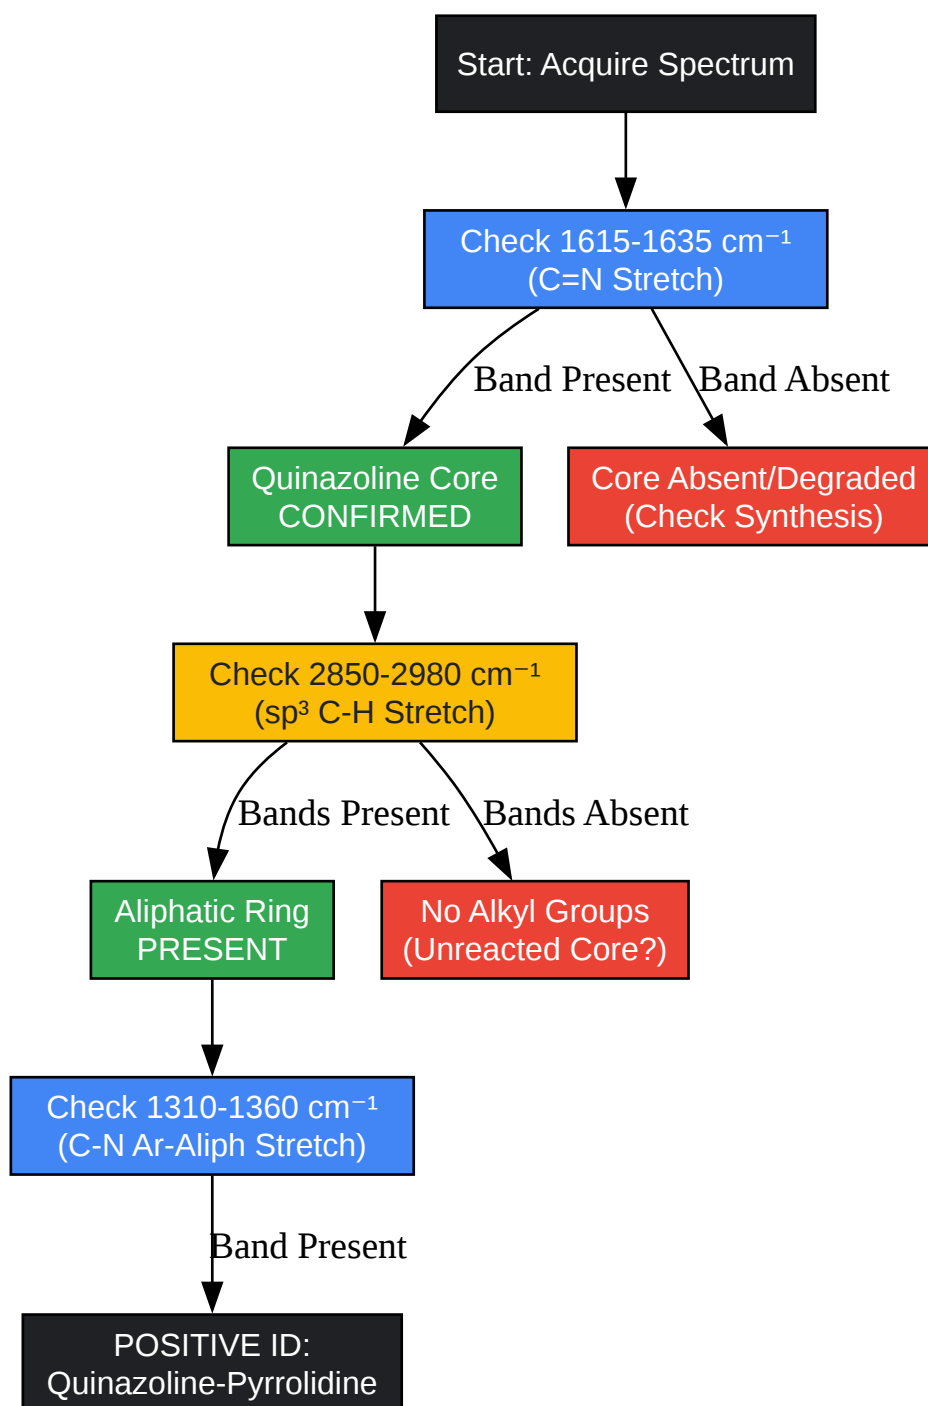 Start: Acquire Spectrum
Check 1615-1635 cm⁻¹
(C=N Stretch)
Band Present
Band Absent
Quinazoline Core
CONFIRMED
Core Absent/Degraded
(Check Synthesis)
Check 2850-2980 cm⁻¹
(sp³ C-H Stretch)
Bands Present
Bands Absent
Aliphatic Ring
PRESENT
No Alkyl Groups
(Unreacted Core?)
Check 1310-1360 cm⁻¹
(C-N Ar-Aliph Stretch)
Band Present
POSITIVE ID:
Quinazoline-Pyrrolidine